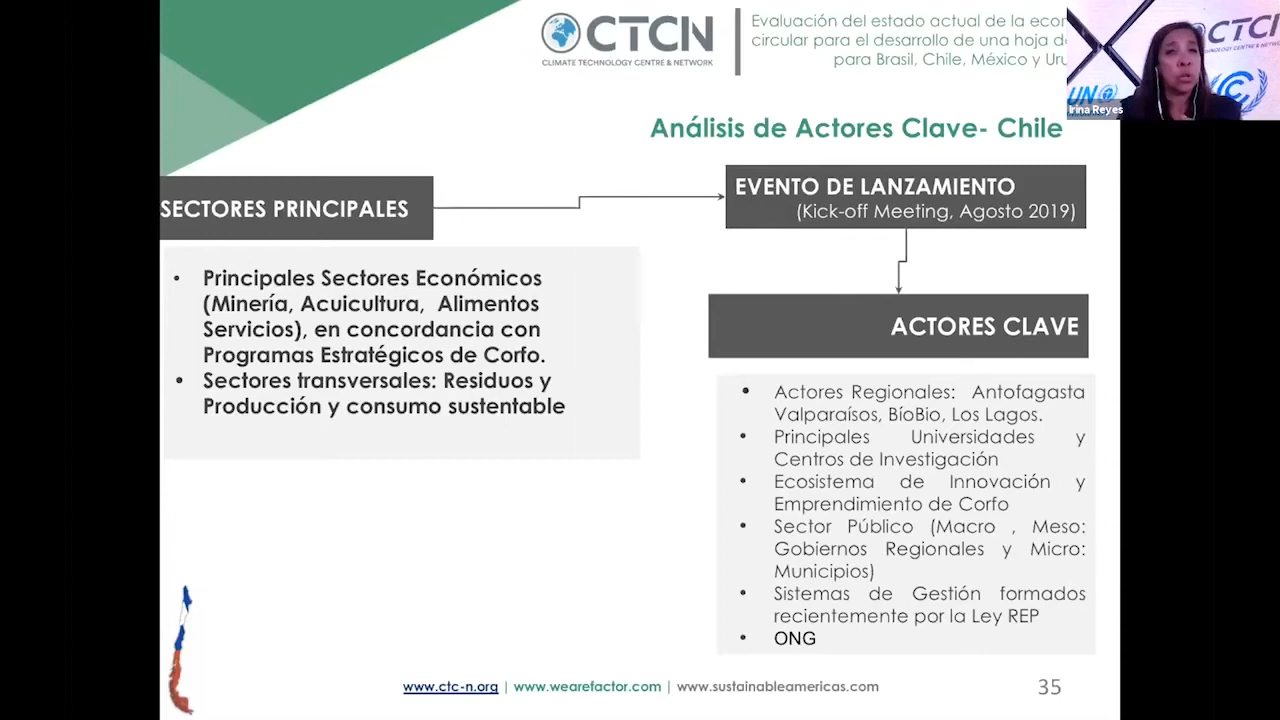 CTCN
CLIMATE TECHNOLOGY CENTRE & NETWORK
Evaluación del estado actual de la econ
circular para el desarrollo de una hoja d
para Brasil, Chile, México y Uru
CTCN
UN
Irina Reyes
Análisis de Actores Clave- Chile
SECTORES PRINCIPALES
EVENTO DE LANZAMIENTO
(Kick-off Meeting, Agosto 2019)
• Principales Sectores Económicos
(Minería, Acuicultura, Alimentos
Servicios), en concordancia con
Programas Estratégicos de Corfo.
• Sectores transversales: Residuos y
Producción y consumo sustentable
ACTORES CLAVE
• Actores Regionales: Antofagasta
Valparaísos, BíoBio, Los Lagos.
• Principales Universidades y
Centros de Investigación
• Ecosistema de Innovación y
Emprendimiento de Corfo
• Sector Público (Macro , Meso:
Gobiernos Regionales y Micro:
Municipios)
• Sistemas de Gestión formados
recientemente por la Ley REP
• ONG
www.ctc-n.org | www.wearefactor.com | www.sustainableamericas.com
35